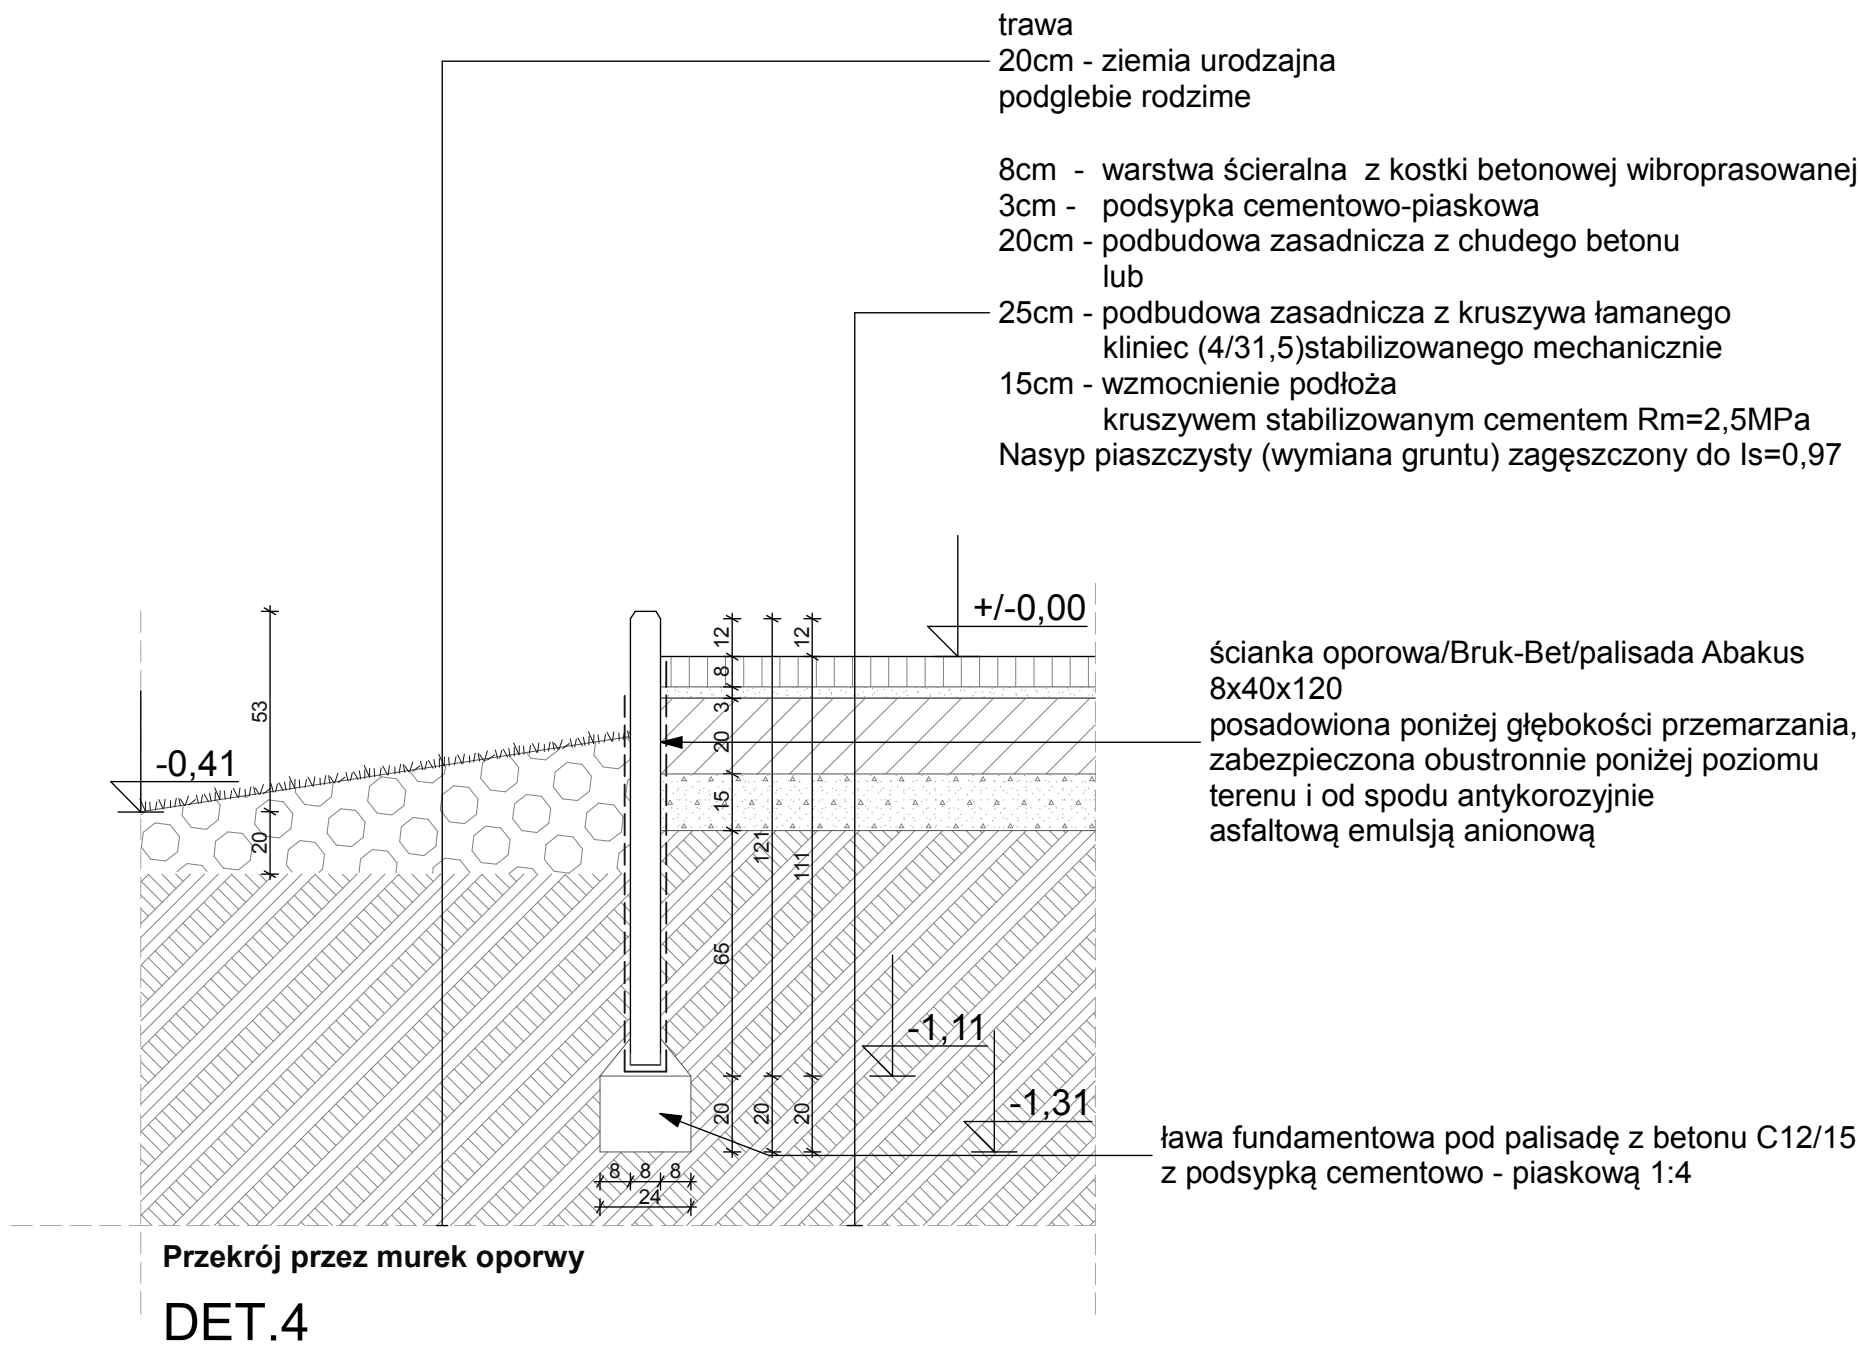 trawa
20cm - ziemia urodzajna
podglebie rodzime
8cm - warstwa ścieralna z kostki betonowej wibroprasowanej
3cm - podsypka cementowo-piaskowa
20cm - podbudowa zasadnicza z chudego betonu
lub
25cm - podbudowa zasadnicza z kruszywa łamanego
kliniec (4/31,5)stabilizowanego mechanicznie
15cm - wzmocnienie podłoża
kruszywem stabilizowanym cementem Rm=2,5MPa
Nasyp piaszczysty (wymiana gruntu) zagęszczony do Is=0,97
+/-0,00
12
12
8
3
20
15
65
20
121
20
111
20
53
20
-0,41
ścianka oporowa/Bruk-Bet/palisada Abakus
8x40x120
posadowiona poniżej głębokości przemarzania,
zabezpieczona obustronnie poniżej poziomu
terenu i od spodu antykorozyjnie
asfaltową emulsją anionową
-1,11
-1,31
ława fundamentowa pod palisadę z betonu C12/15
z podsypką cementowo - piaskową 1:4
8 8 8
24
Przekrój przez murek oporwy
DET.4